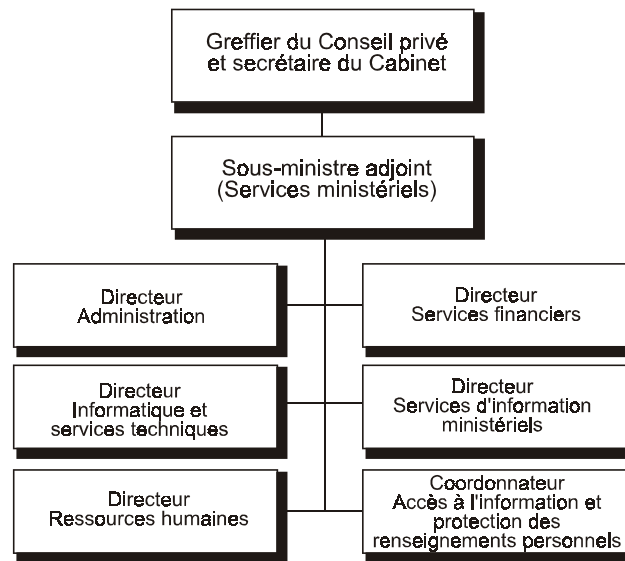 Greffier du Conseil privé
et secrétaire du Cabinet
Sous-ministre adjoint
(Services ministériels)
Directeur
Administration
Directeur
Services financiers
Directeur
Informatique et
services techniques
Directeur
Services d'information
ministériels
Directeur
Ressources humaines
Coordonnateur
Accès à l'information et
protection des
renseignements personnels